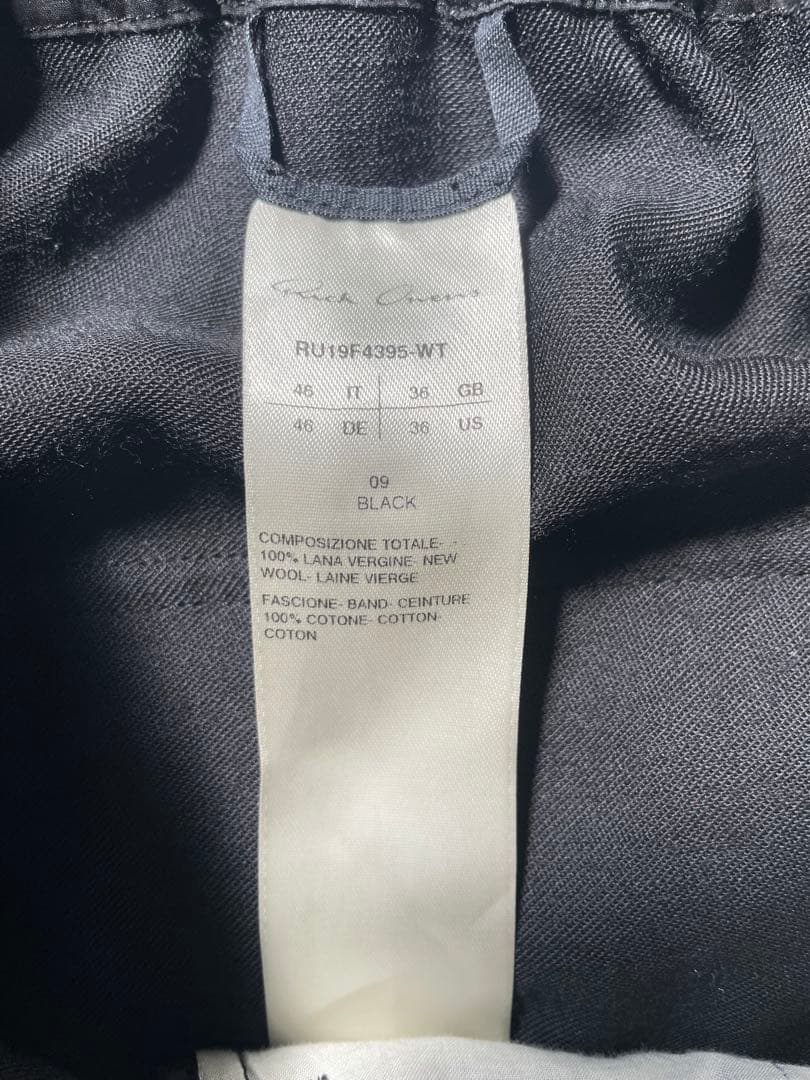 Rick Owens
RU19F4395-WT
46 IT 36 GB
46 DE 36 US
09
BLACK
COMPOSIZIONE TOTALE- -
100% LANA VERGINE- NEW
WOOL- LAINE VIERGE
FASCIONE- BAND- CEINTURE
100% COTONE- COTTON-
COTON